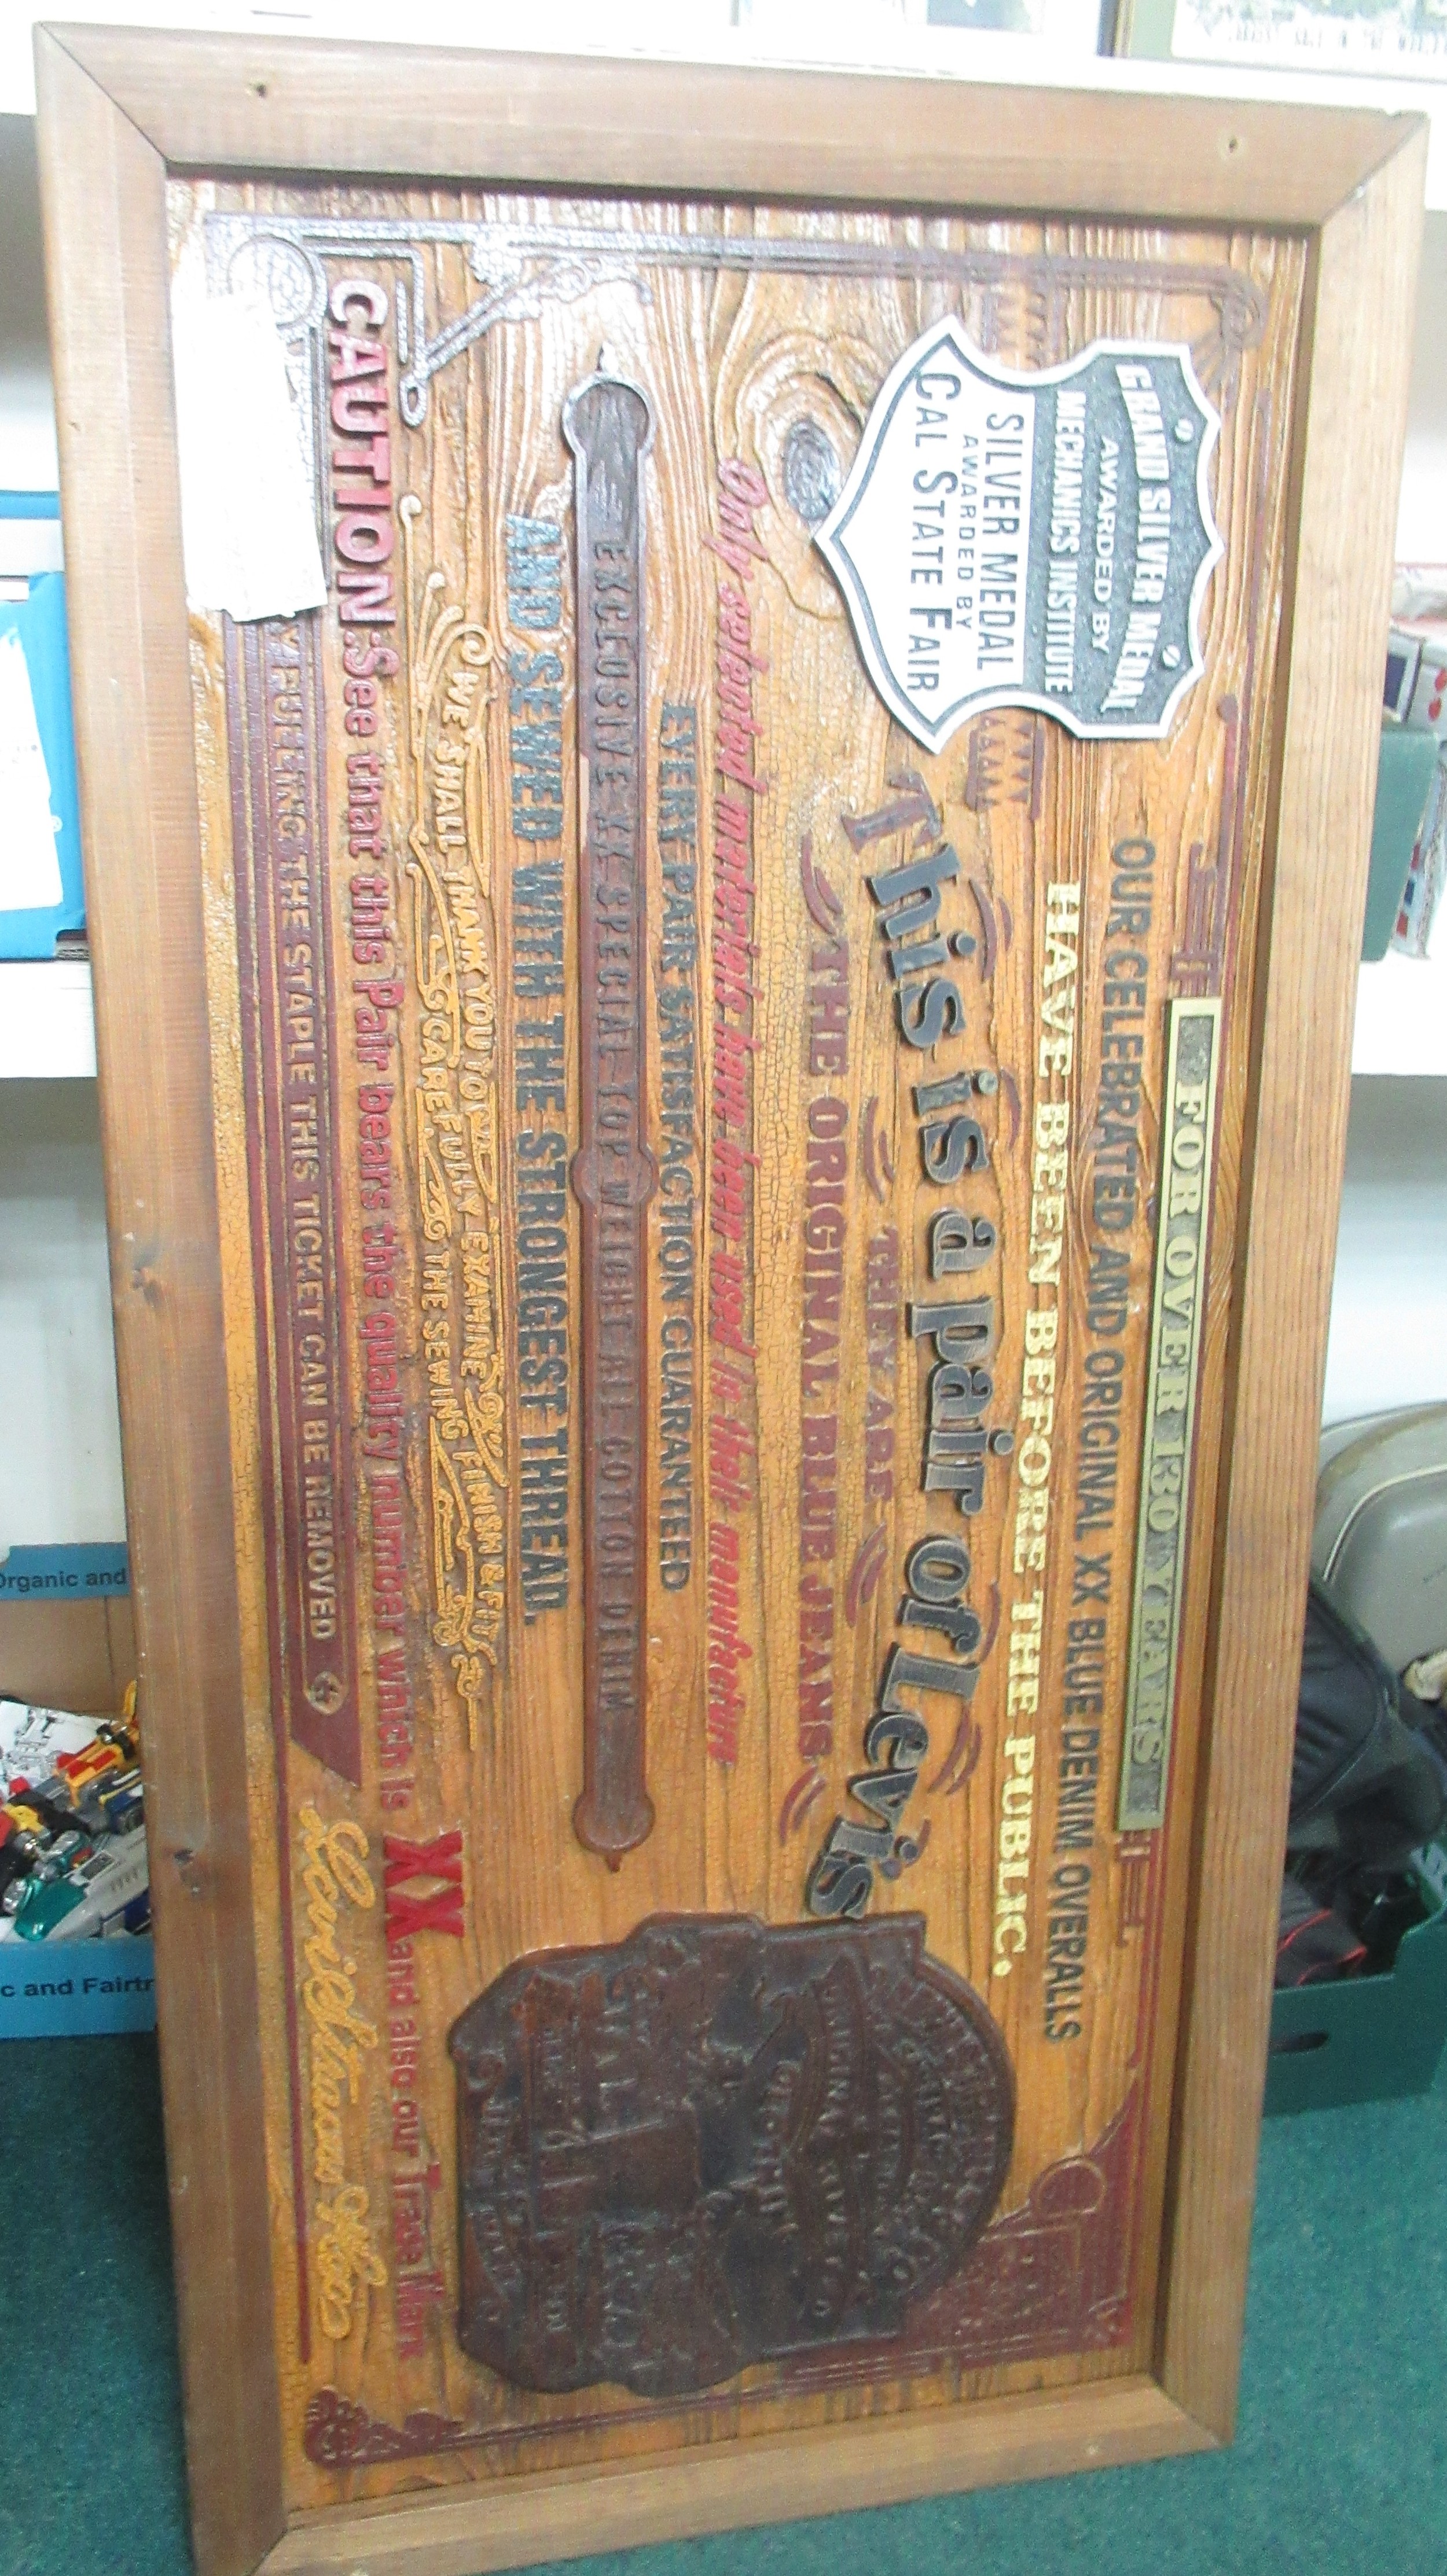 FOR OVER 130 YEARS
OUR CELEBRATED AND ORIGINAL XX BLUE DENIM OVERALLS
HAVE BEEN BEFORE THE PUBLIC.
GRAND SILVER MEDAL
AWARDED BY
MECHANICS INSTITUTE
SILVER MEDAL
AWARDED BY
CAL STATE FAIR
This is a pair of Levi's
THEY ARE
THE ORIGINAL BLUE JEANS
Only selected materials have been used in their manufacture
EVERY PAIR SATISFACTION GUARANTEED
EXCLUSIVE XX SPECIAL TOP WEIGHT ALL COTTON DENIM
AND SEWED WITH THE STRONGEST THREAD.
WE SHALL THANK YOU TO EXAMINE FINISH & FIT
CAREFULLY THE SEWING
CAUTION: See that this Pair bears the quality number which is XX and also our Trade Mark
BY PULLING THE STAPLE THIS TICKET CAN BE REMOVED
Levi Strauss & Co
ORIGINAL RIVETED
CLOTHING
Organic and
c and Fairtr